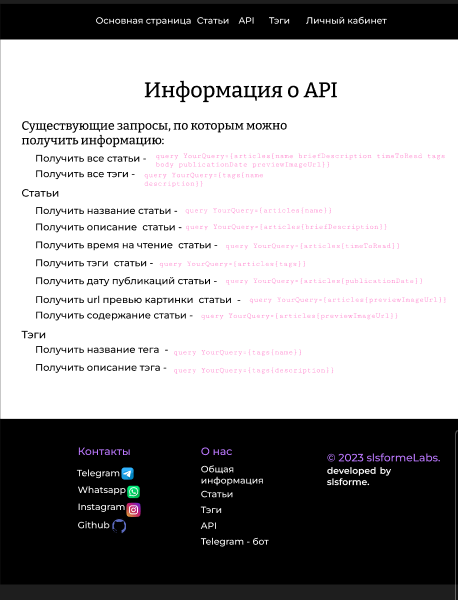 Основная страница Статьи API Тэги Личный кабинет
Информация о API
Существующие запросы, по которым можно
получить информацию:
Получить все статьи - query YourQuery={articles{name briefDescription timeToRead tags
body publicationDate previewImageUrl}}
Получить все тэги - query YourQuery={tags{name
description}}
Статьи
Получить название статьи - query YourQuery={articles{name}}
Получить описание статьи - query YourQuery={articles{briefDescription}}
Получить время на чтение статьи - query YourQuery={articles{timeToRead}}
Получить тэги статьи - query YourQuery={articles{tags}}
Получить дату публикаций статьи - query YourQuery={articles{publicationDate}}
Получить url превью картинки статьи - query YourQuery={articles{previewImageUrl}}
Получить содержание статьи - query YourQuery={articles{previewImageUrl}}
Тэги
Получить название тега - query YourQuery={tags{name}}
Получить описание тэга - query YourQuery={tags{description}}
Контакты
Telegram
Whatsapp
Instagram
Github
О нас
Общая
информация
Статьи
Тэги
API
Telegram - бот
© 2023 slsformeLabs.
developed by
slsforme.